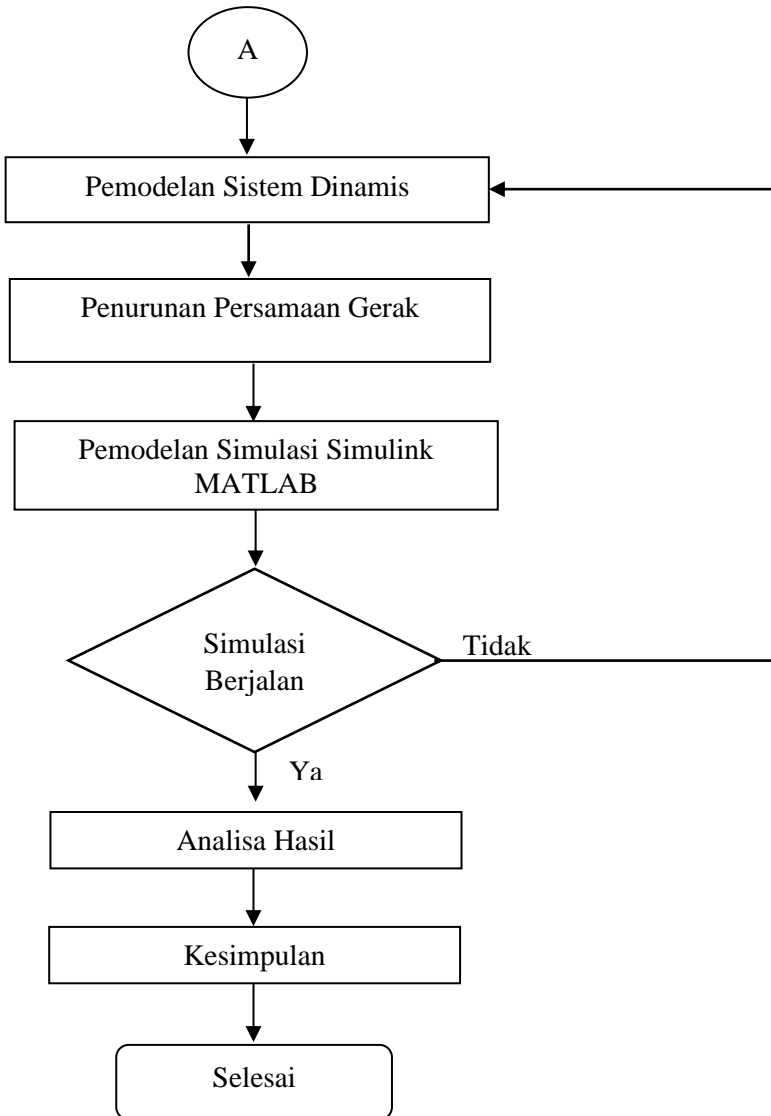 A
Pemodelan Sistem Dinamis
Penurunan Persamaan Gerak
Pemodelan Simulasi Simulink
MATLAB
Simulasi
Berjalan
Tidak
Ya
Analisa Hasil
Kesimpulan
Selesai